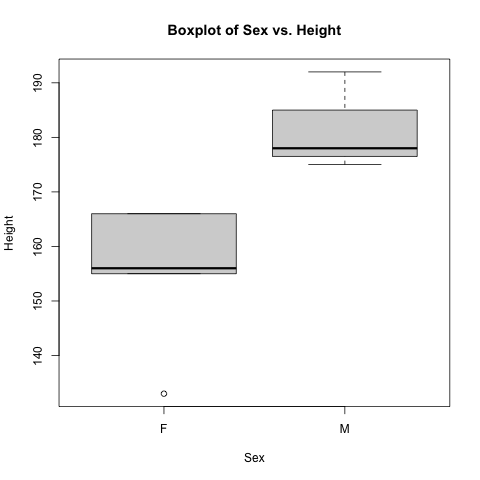 Boxplot of Sex vs. Height
Height
190
180
170
160
150
140
F
M
Sex